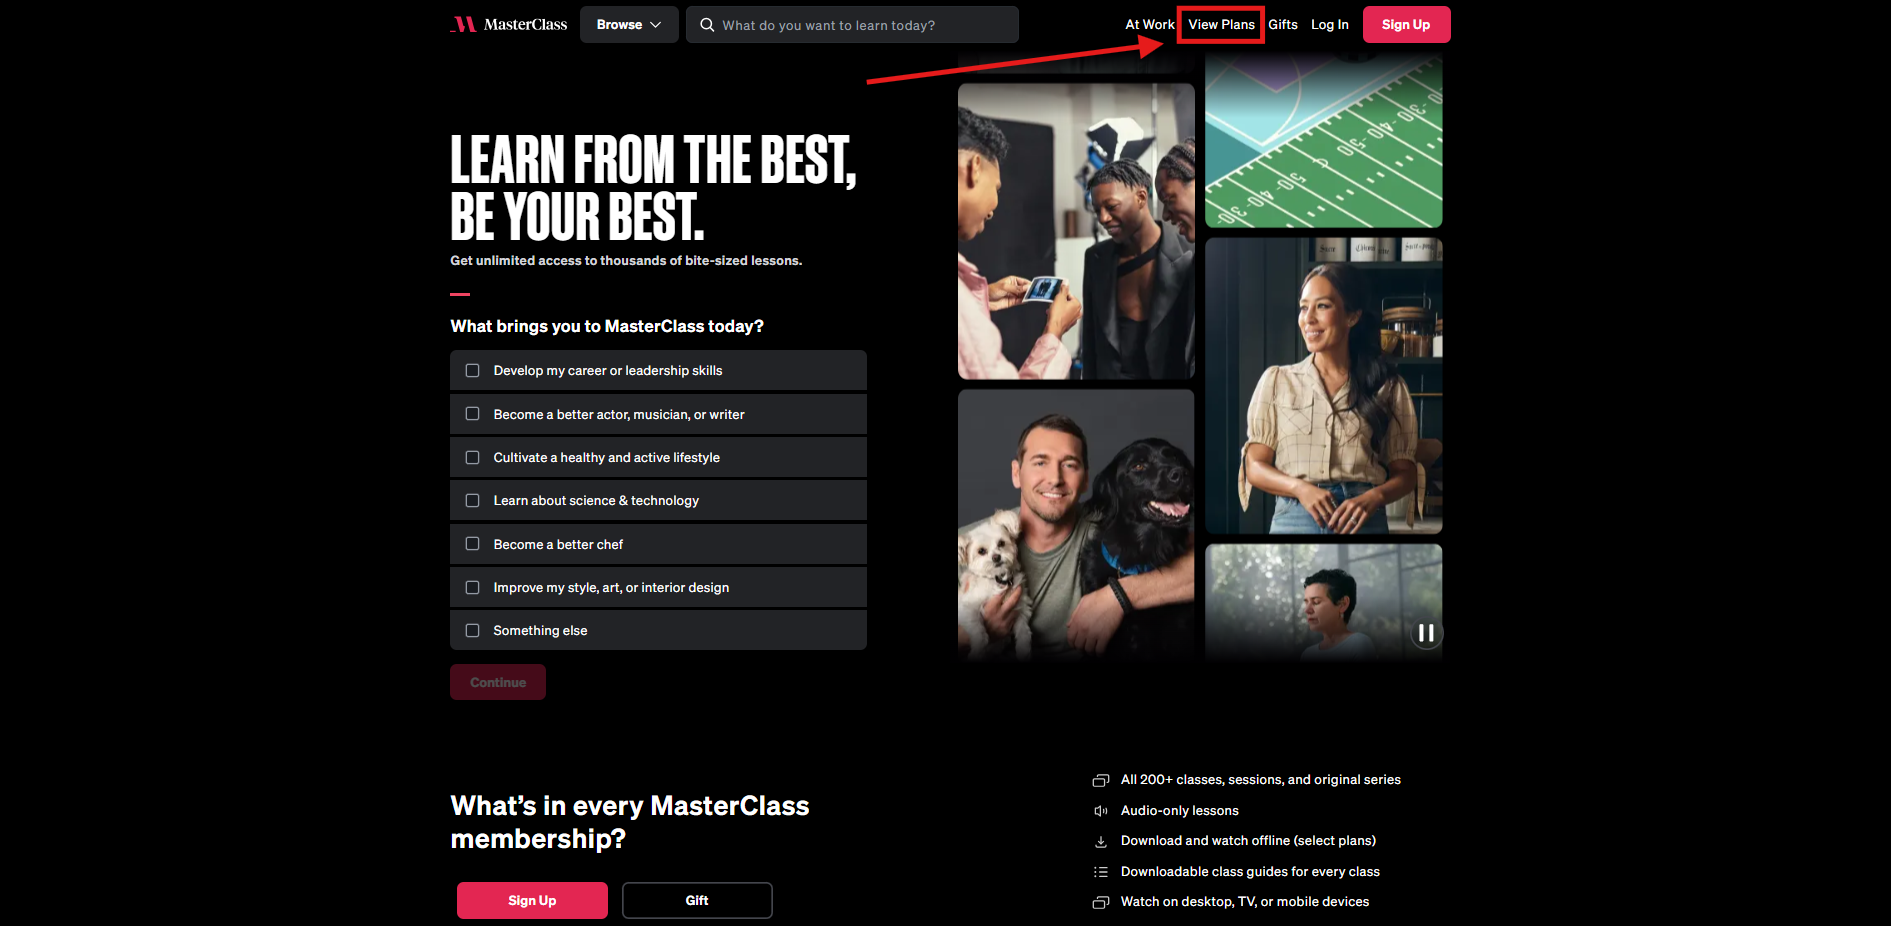 MasterClass
Browse
What do you want to learn today?
At Work
View Plans
Gifts
Log In
Sign Up
LEARN FROM THE BEST,
BE YOUR BEST.
Get unlimited access to thousands of bite-sized lessons.
What brings you to MasterClass today?
Develop my career or leadership skills
Become a better actor, musician, or writer
Cultivate a healthy and active lifestyle
Learn about science & technology
Become a better chef
Improve my style, art, or interior design
Something else
Continue
What's in every MasterClass
membership?
Sign Up
Gift
All 200+ classes, sessions, and original series
Audio-only lessons
Download and watch offline (select plans)
Downloadable class guides for every class
Watch on desktop, TV, or mobile devices